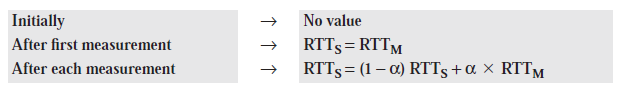 Initially → No value
After first measurement → RTTS = RTTM
After each measurement → RTTS = (1 − α) RTTS + α × RTTM